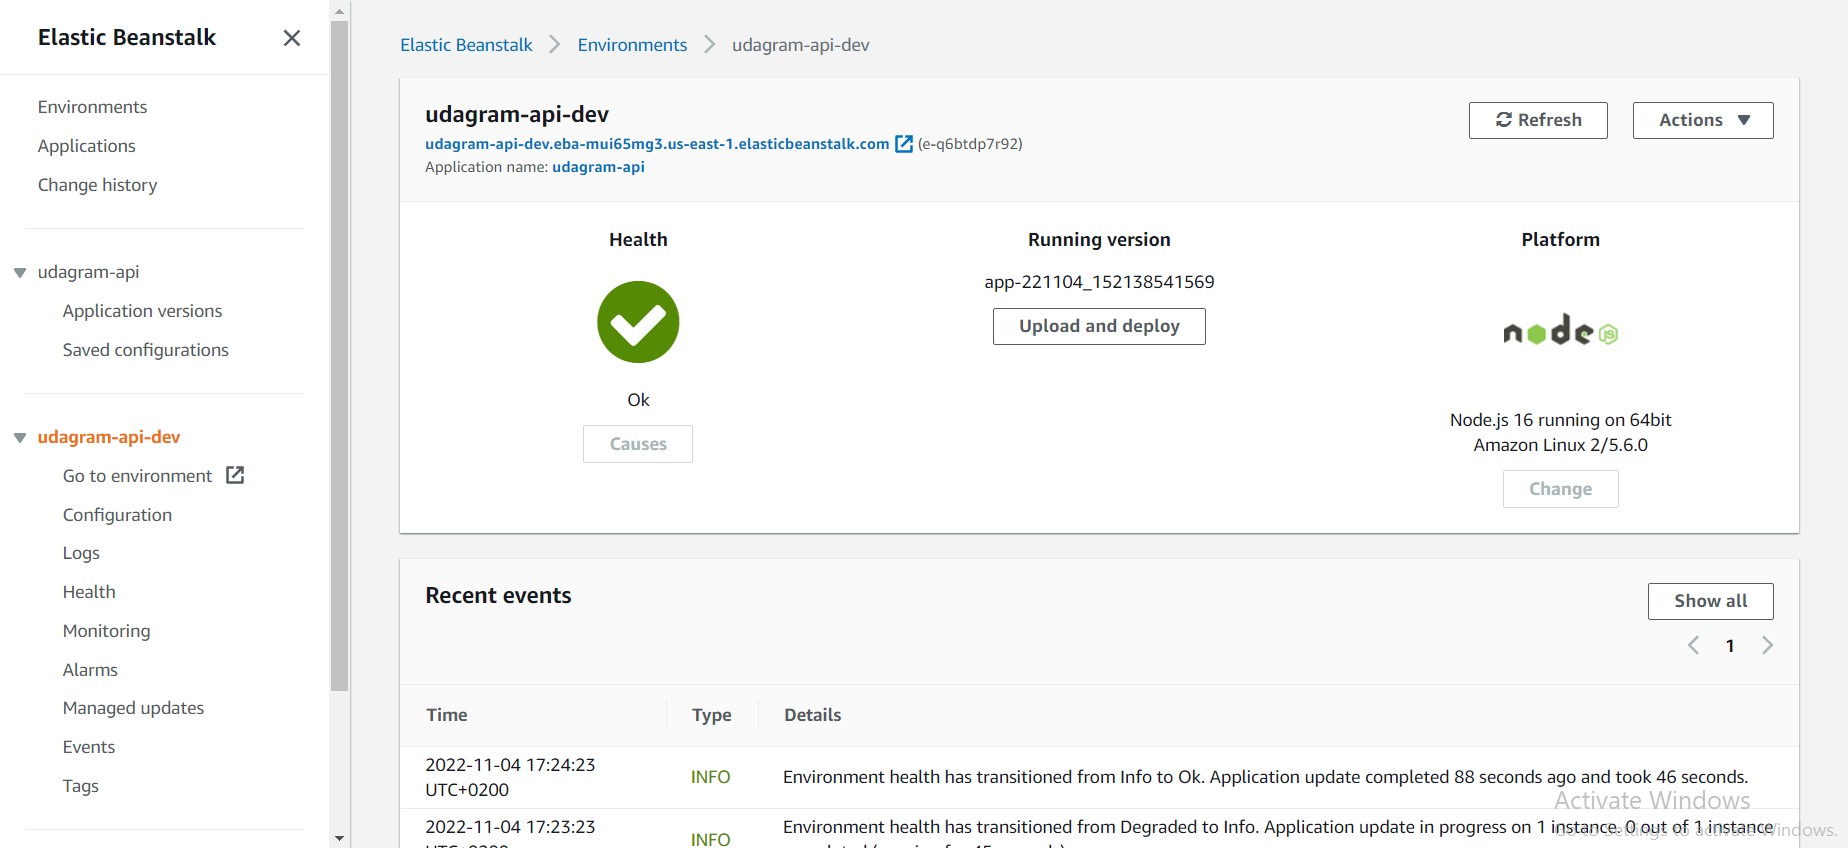 Elastic Beanstalk
Environments
Applications
Change history
udagram-api
Application versions
Saved configurations
udagram-api-dev
Go to environment
Configuration
Logs
Health
Monitoring
Alarms
Managed updates
Events
Tags
Elastic Beanstalk > Environments > udagram-api-dev
udagram-api-dev
udagram-api-dev.eba-mui65mg3.us-east-1.elasticbeanstalk.com (e-q6btdp7r92)
Application name: udagram-api
Refresh
Actions
Health
Ok
Causes
Running version
app-221104_152138541569
Upload and deploy
Platform
node JS
Node.js 16 running on 64bit
Amazon Linux 2/5.6.0
Change
Recent events
Show all
1
Time Type Details
2022-11-04 17:24:23
UTC+0200
INFO
Environment health has transitioned from Info to Ok. Application update completed 88 seconds ago and took 46 seconds.
2022-11-04 17:23:23
UTC+0200
INFO
Environment health has transitioned from Degraded to Info. Application update in progress on 1 instance. 0 out of 1 instance
Activate Windows
Go to Settings to activate Windows.